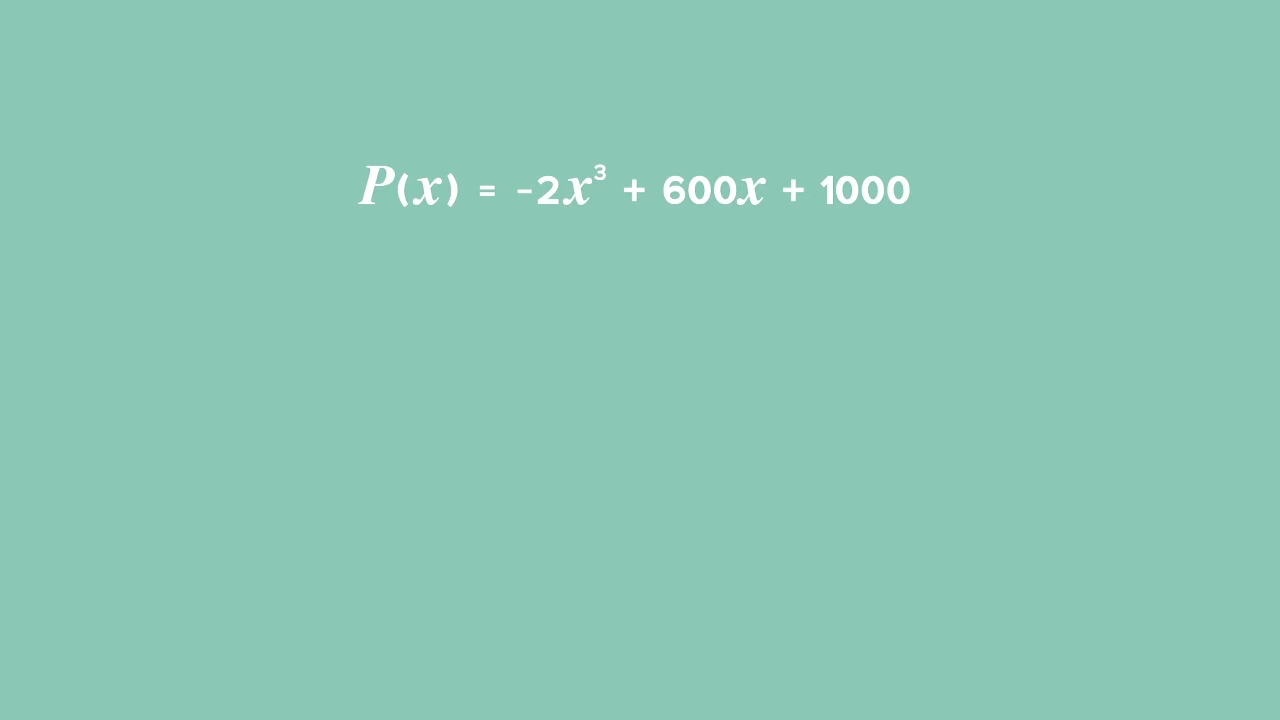 P(x) = -2x³ + 600x + 1000